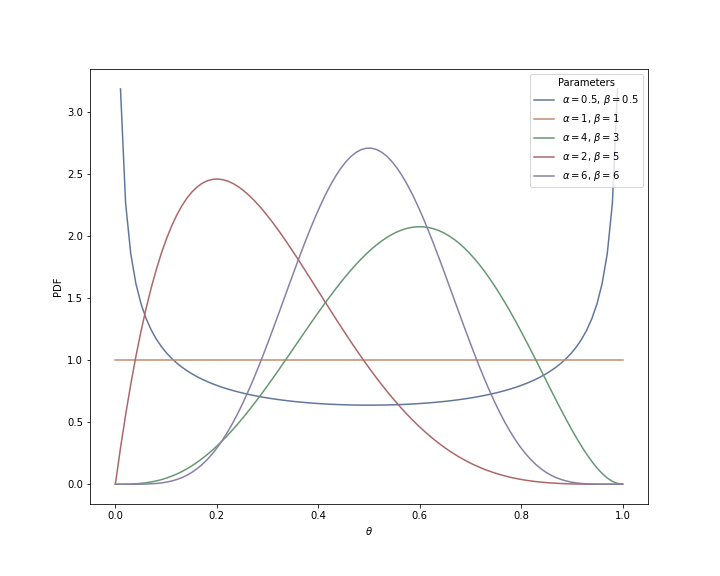 Parameters
α = 0.5, β = 0.5
α = 1, β = 1
α = 4, β = 3
α = 2, β = 5
α = 6, β = 6
PDF
3.0
2.5
2.0
1.5
1.0
0.5
0.0
0.0 0.2 0.4 0.6 0.8 1.0
θ